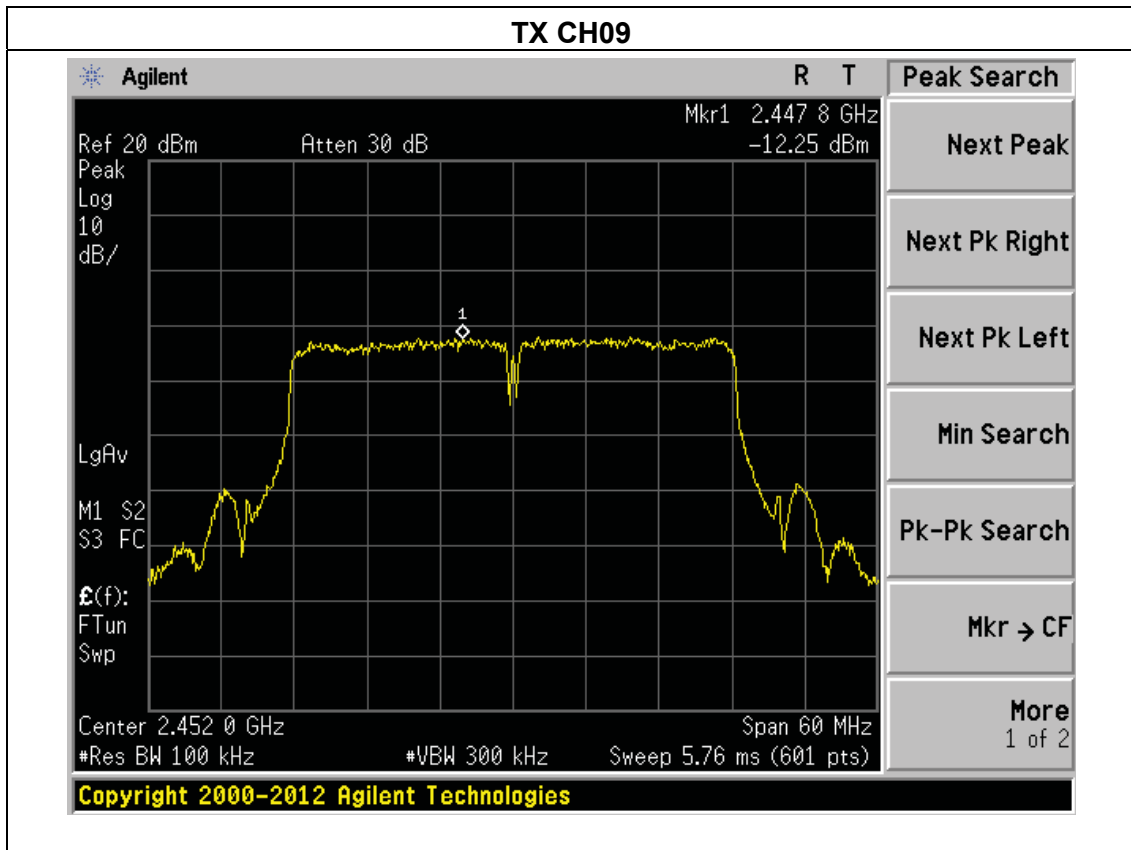 TX CH09
Agilent R T Peak Search
Mkr1 2.447 8 GHz
Ref 20 dBm Atten 30 dB -12.25 dBm
Peak
Log
10
dB/
1
LgAv
M1 S2
S3 FC
£(f):
FTun
Swp
Center 2.452 0 GHz Span 60 MHz
#Res BW 100 kHz #VBW 300 kHz Sweep 5.76 ms (601 pts)
Next Peak
Next Pk Right
Next Pk Left
Min Search
Pk-Pk Search
Mkr → CF
More
1 of 2
Copyright 2000-2012 Agilent Technologies